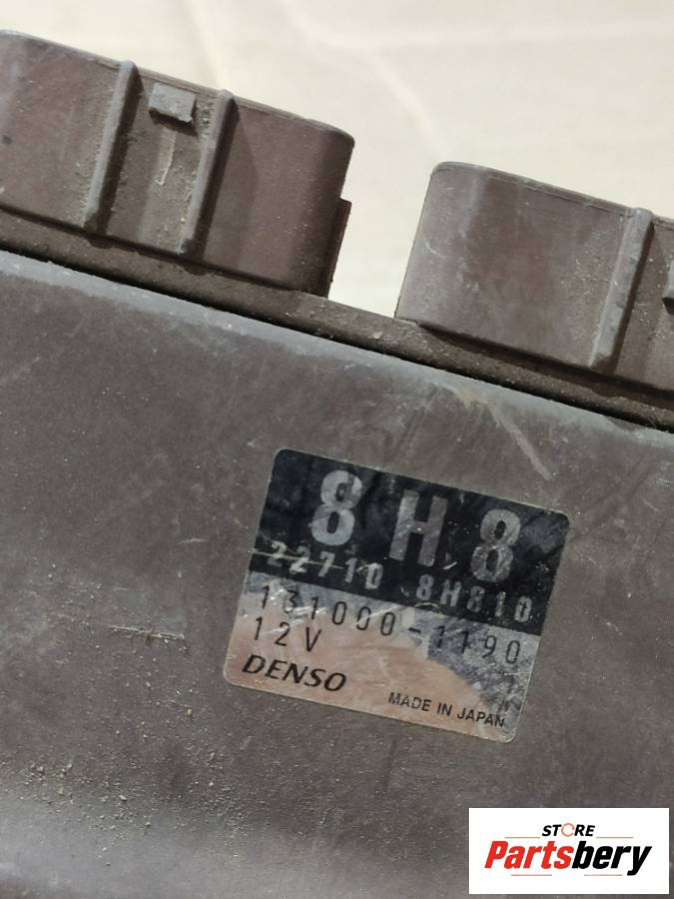 8H8
22710 8H810
131000-1190
12V
DENSO
MADE IN JAPAN
STORE
Partsbery